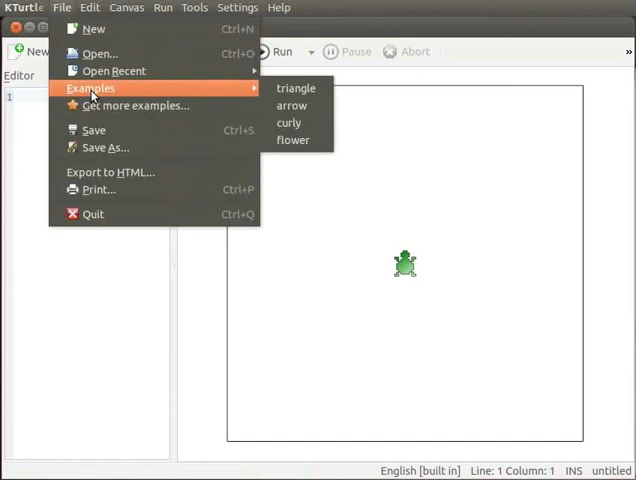 KTurtle File Edit Canvas Run Tools Settings Help
New Run Pause Abort »
New Ctrl+N
Open... Ctrl+O
Open Recent
Examples
Get more examples...
Save Ctrl+S
Save As...
Export to HTML...
Print... Ctrl+P
Quit Ctrl+Q
triangle
arrow
curly
flower
Editor
1
English [built in] Line: 1 Column: 1 INS untitled